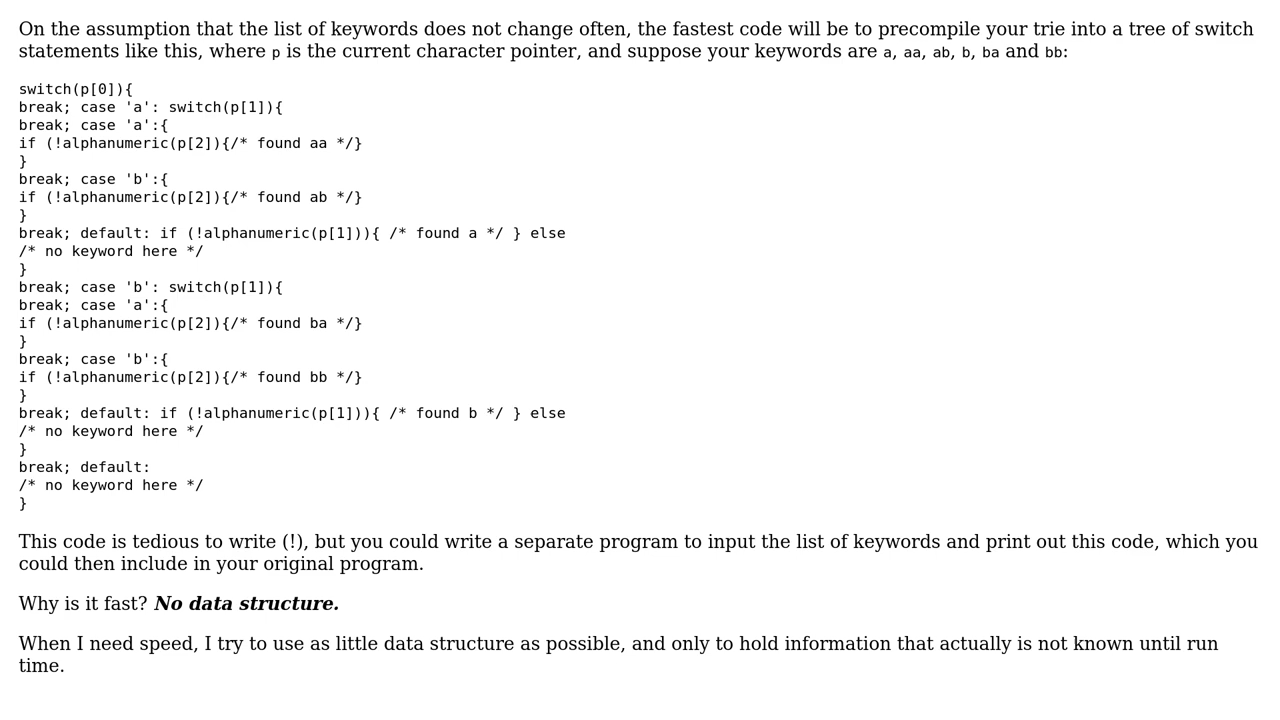 On the assumption that the list of keywords does not change often, the fastest code will be to precompile your trie into a tree of switch
statements like this, where p is the current character pointer, and suppose your keywords are a, aa, ab, b, ba and bb:
switch(p[0]){
break; case 'a': switch(p[1]){
break; case 'a':{
if (!alphanumeric(p[2]){/* found aa */}
}
break; case 'b':{
if (!alphanumeric(p[2]){/* found ab */}
}
break; default: if (!alphanumeric(p[1])){ /* found a */ } else
/* no keyword here */
}
break; case 'b': switch(p[1]){
break; case 'a':{
if (!alphanumeric(p[2]){/* found ba */}
}
break; case 'b':{
if (!alphanumeric(p[2]){/* found bb */}
}
break; default: if (!alphanumeric(p[1])){ /* found b */ } else
/* no keyword here */
}
break; default:
/* no keyword here */
}
This code is tedious to write (!), but you could write a separate program to input the list of keywords and print out this code, which you
could then include in your original program.
Why is it fast? No data structure.
When I need speed, I try to use as little data structure as possible, and only to hold information that actually is not known until run
time.